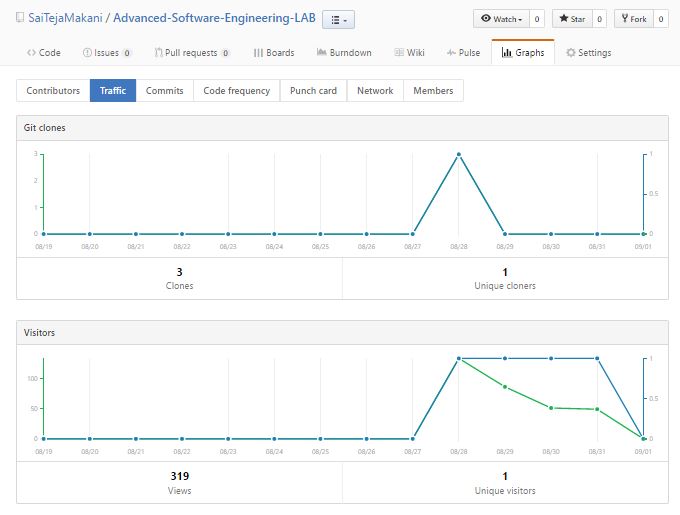 SaiTejaMakani / Advanced-Software-Engineering-LAB Watch 0 Star 0 Fork 0
Code Issues 0 Pull requests 0 Boards Burndown Wiki Pulse Graphs Settings
Contributors Traffic Commits Code frequency Punch card Network Members
Git clones
3 1
2
0.5
1
0 0
08/19 08/20 08/21 08/22 08/23 08/24 08/25 08/26 08/27 08/28 08/29 08/30 08/31 09/01
3 1
Clones Unique cloners
Visitors
1
100
0.5
50
0 0
08/19 08/20 08/21 08/22 08/23 08/24 08/25 08/26 08/27 08/28 08/29 08/30 08/31 09/01
319 1
Views Unique visitors